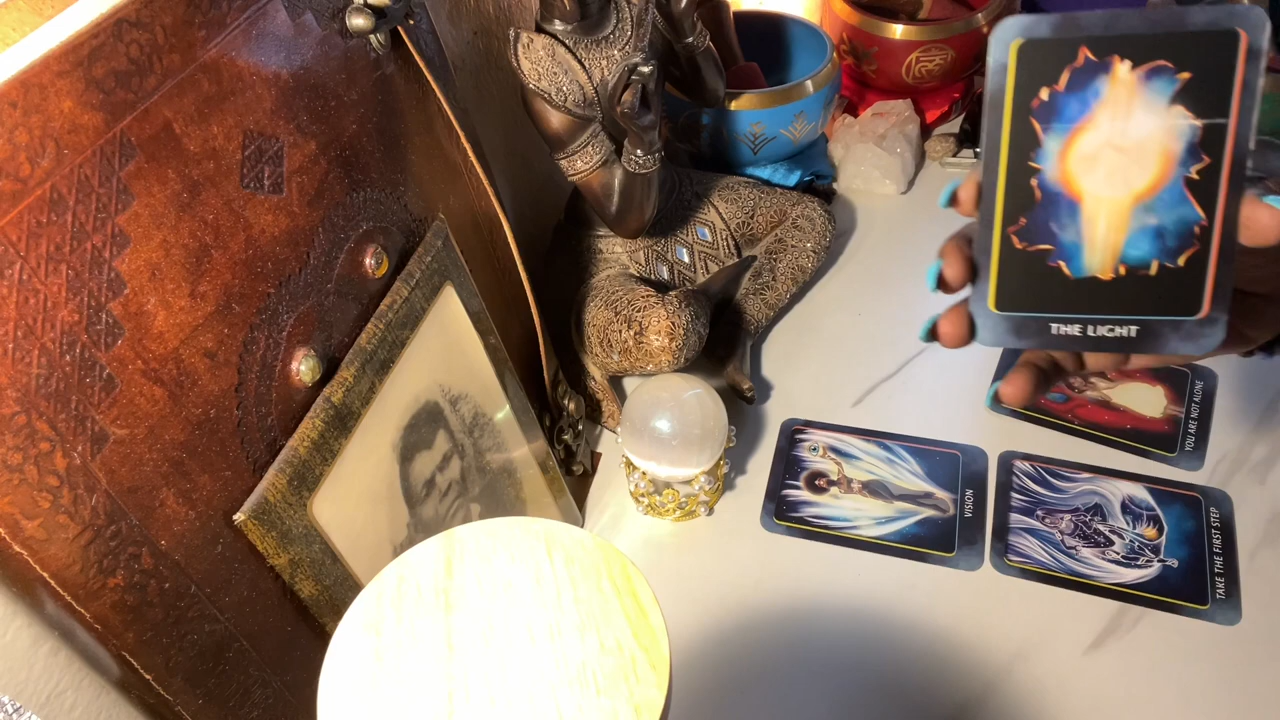 THE LIGHT
YOU ARE NOT ALONE
VISION
TAKE THE FIRST STEP